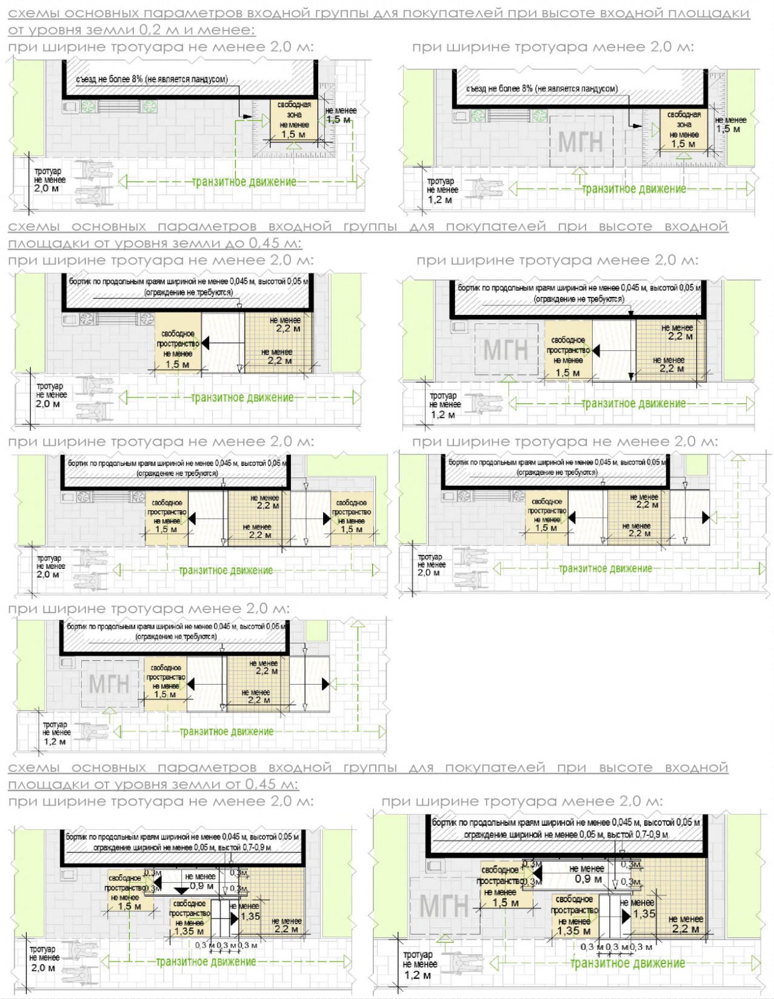 схемы основных параметров входной группы для покупателей при высоте входной площадки
от уровня земли 0,2 м и менее:
при ширине тротуара не менее 2,0 м:
съезд не более 8% (не является пандусом)
свободная
зона
не менее
1,5 м
не менее
1,5 м
тротуар
не менее
2,0 м
транзитное движение
при ширине тротуара менее 2,0 м:
съезд не более 8% (не является пандусом)
МГН
свободная
зона
не менее
1,5 м
не менее
1,5 м
тротуар
не менее
1,2 м
транзитное движение
схемы основных параметров входной группы для покупателей при высоте входной
площадки от уровня земли до 0,45 м:
при ширине тротуара не менее 2,0 м:
бортик по продольным краям шириной не менее 0,045 м, высотой 0,05 м
(ограждение не требуются)
свободное
пространство
не менее
1,5 м
не менее
2,2 м
не менее
2,2 м
тротуар
не менее
2,0 м
транзитное движение
при ширине тротуара менее 2,0 м:
бортик по продольным краям шириной не менее 0,045 м, высотой 0,05 м
(ограждение не требуются)
МГН
свободное
пространство
не менее
1,5 м
не менее
2,2 м
не менее
2,2 м
тротуар
не менее
1,2 м
транзитное движение
при ширине тротуара не менее 2,0 м:
бортик по продольным краям шириной не менее 0,045 м, высотой 0,05 м
(ограждение не требуются)
свободное
пространство
не менее
1,5 м
не менее
2,2 м
не менее
2,2 м
свободное
пространство
не менее
1,5 м
тротуар
не менее
2,0 м
транзитное движение
при ширине тротуара не менее 2,0 м:
бортик по продольным краям шириной не менее 0,045 м, высотой 0,05 м
(ограждение не требуются)
свободное
пространство
не менее
1,5 м
не менее
2,2 м
не менее
2,2 м
тротуар
не менее
2,0 м
транзитное движение
при ширине тротуара менее 2,0 м:
бортик по продольным краям шириной не менее 0,045 м, высотой 0,05 м
(ограждение не требуются)
МГН
свободное
пространство
не менее
1,5 м
не менее
2,2 м
не менее
2,2 м
тротуар
не менее
1,2 м
транзитное движение
схемы основных параметров входной группы для покупателей при высоте входной
площадки от уровня земли от 0,45 м:
при ширине тротуара не менее 2,0 м:
бортик по продольным краям шириной не менее 0,045 м, высотой 0,05 м
ограждение шириной не менее 0,05 м, выстой 0,7-0,9 м
свободное
пространство
не менее
1,5 м
0,3м
0,3м
не менее
0,9 м
0,3м
0,3м
свободное
пространство
не менее
1,35 м
не менее
1,35
не менее
2,2 м
0,3 м 0,3 м 0,3 м
тротуар
не менее
2,0 м
транзитное движение
при ширине тротуара менее 2,0 м:
бортик по продольным краям шириной не менее 0,045 м, высотой 0,05 м
ограждение шириной не менее 0,05 м, выстой 0,7-0,9 м
МГН
свободное
пространство
не менее
1,5 м
0,3м
0,3м
не менее
0,9 м
0,3м
0,3м
свободное
пространство
не менее
1,35 м
не менее
1,35
не менее
2,2 м
0,3 м 0,3 м 0,3 м
тротуар
не менее
1,2 м
транзитное движение